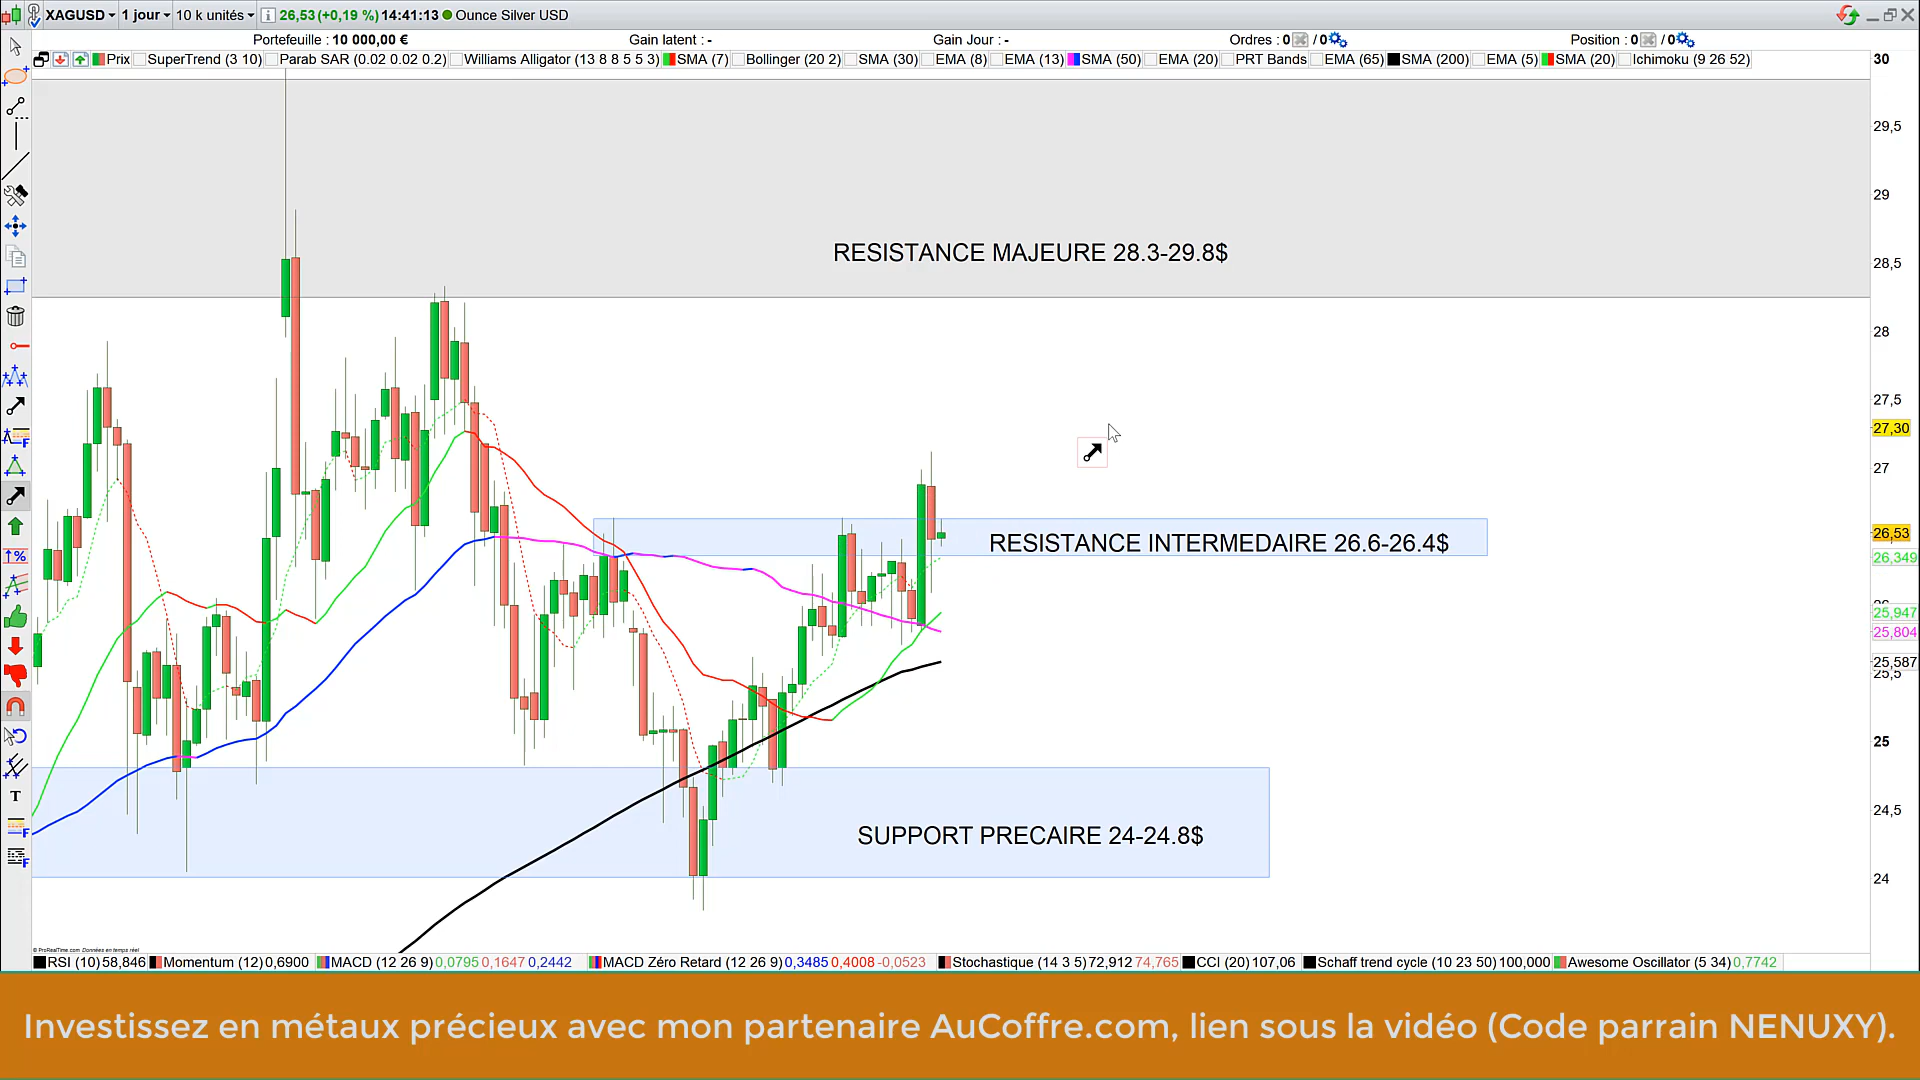 XAGUSD 1 jour 10 k unités 26,53 (+0,19 %) 14:41:13 Ounce Silver USD
Portefeuille : 10 000,00 € Gain latent : - Gain Jour : - Ordres : 0 / 0 Position : 0 / 0
Prix SuperTrend (3 10) Parab SAR (0.02 0.02 0.2) Williams Alligator (13 8 8 5 5 3) SMA (7) Bollinger (20 2) SMA (30) EMA (8) EMA (13) SMA (50) EMA (20) PRT Bands EMA (65) SMA (200) EMA (5) SMA (20) Ichimoku (9 26 52)
30
29,5
29
RESISTANCE MAJEURE 28.3-29.8$
28,5
28
27,5
27,30
27
26,53
RESISTANCE INTERMEDAIRE 26.6-26.4$
26,349
25,947
25,804
25,587
25,5
25
24,5
SUPPORT PRECAIRE 24-24.8$
24
© ProRealTime.com Données en temps réel
RSI (10) 58,846 Momentum (12) 0,6900 MACD (12 26 9) 0,0795 0,1647 0,2442 MACD Zéro Retard (12 26 9) 0,3485 0,4008 -0,0523 Stochastique (14 3 5) 72,912 74,765 CCI (20) 107,06 Schaff trend cycle (10 23 50) 100,000 Awesome Oscillator (5 34) 0,7742
Investissez en métaux précieux avec mon partenaire AuCoffre.com, lien sous la vidéo (Code parrain NENUXY).